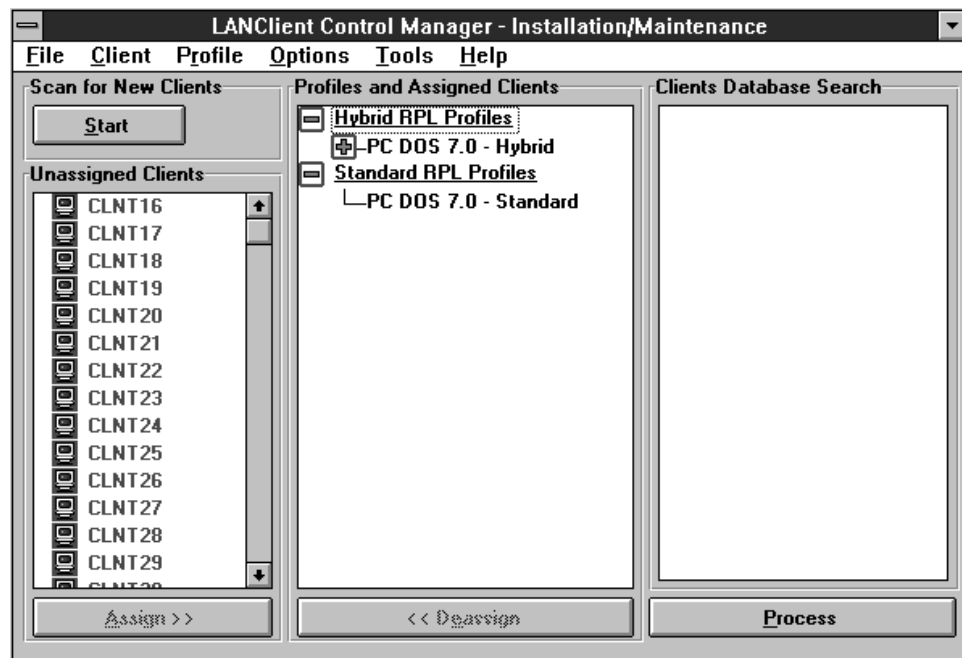 LANClient Control Manager - Installation/Maintenance
File Client Profile Options Tools Help
Scan for New Clients
Start
Unassigned Clients
CLNT16
CLNT17
CLNT18
CLNT19
CLNT20
CLNT21
CLNT22
CLNT23
CLNT24
CLNT25
CLNT26
CLNT27
CLNT28
CLNT29
Assign >>
Profiles and Assigned Clients
Hybrid RPL Profiles
PC DOS 7.0 - Hybrid
Standard RPL Profiles
PC DOS 7.0 - Standard
<< Deassign
Clients Database Search
Process